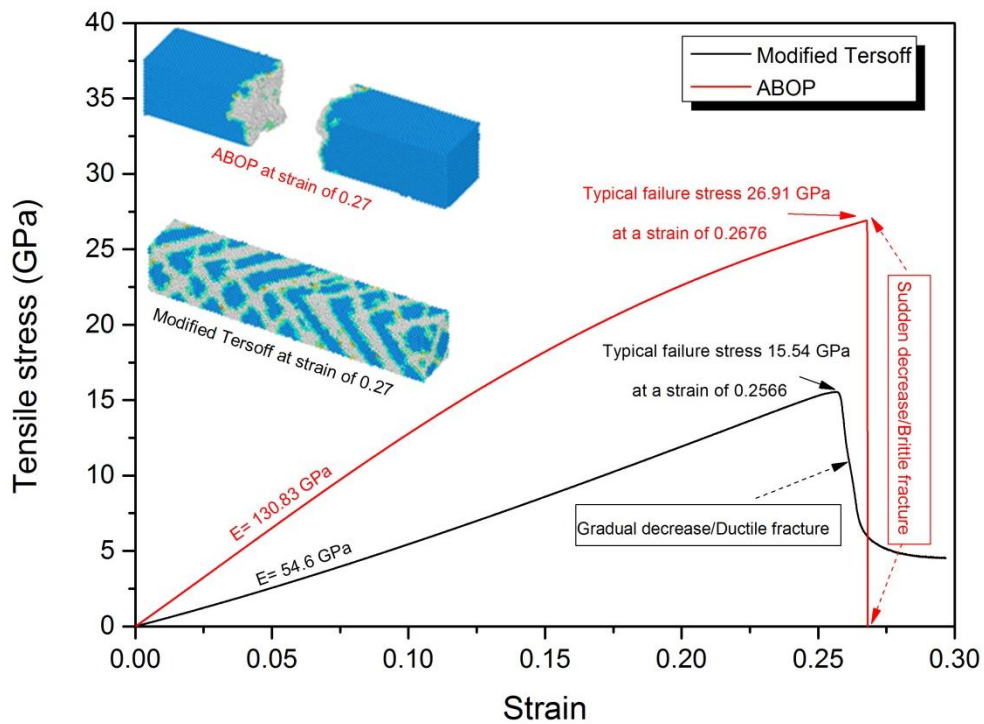 40
35
30
25
20
15
10
5
0
Tensile stress (GPa)
0.00
0.05
0.10
0.15
0.20
0.25
0.30
Strain
Modified Tersoff
ABOP
ABOP at strain of 0.27
Modified Tersoff at strain of 0.27
Typical failure stress 26.91 GPa
at a strain of 0.2676
Typical failure stress 15.54 GPa
at a strain of 0.2566
Sudden decrease/Brittle fracture
Gradual decrease/Ductile fracture
E= 130.83 GPa
E= 54.6 GPa